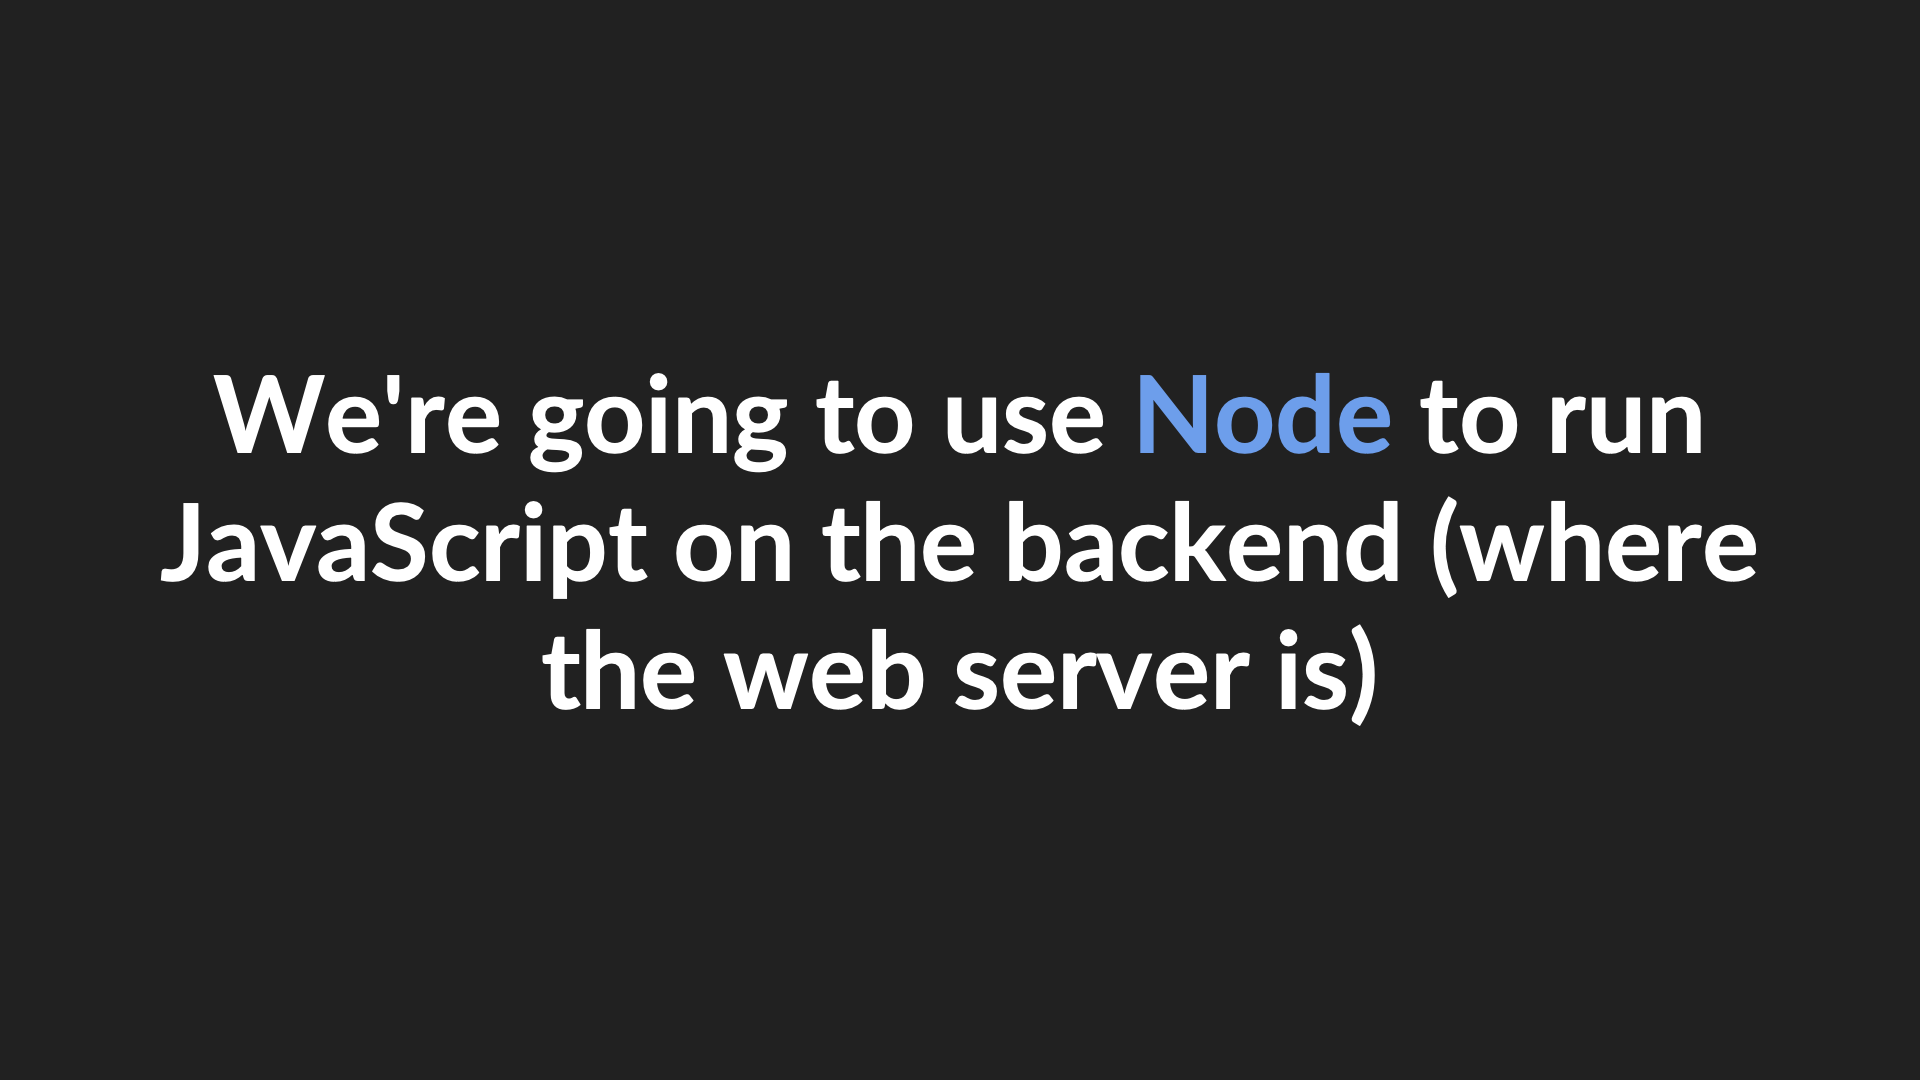 We're going to use Node to run
JavaScript on the backend (where
the web server is)